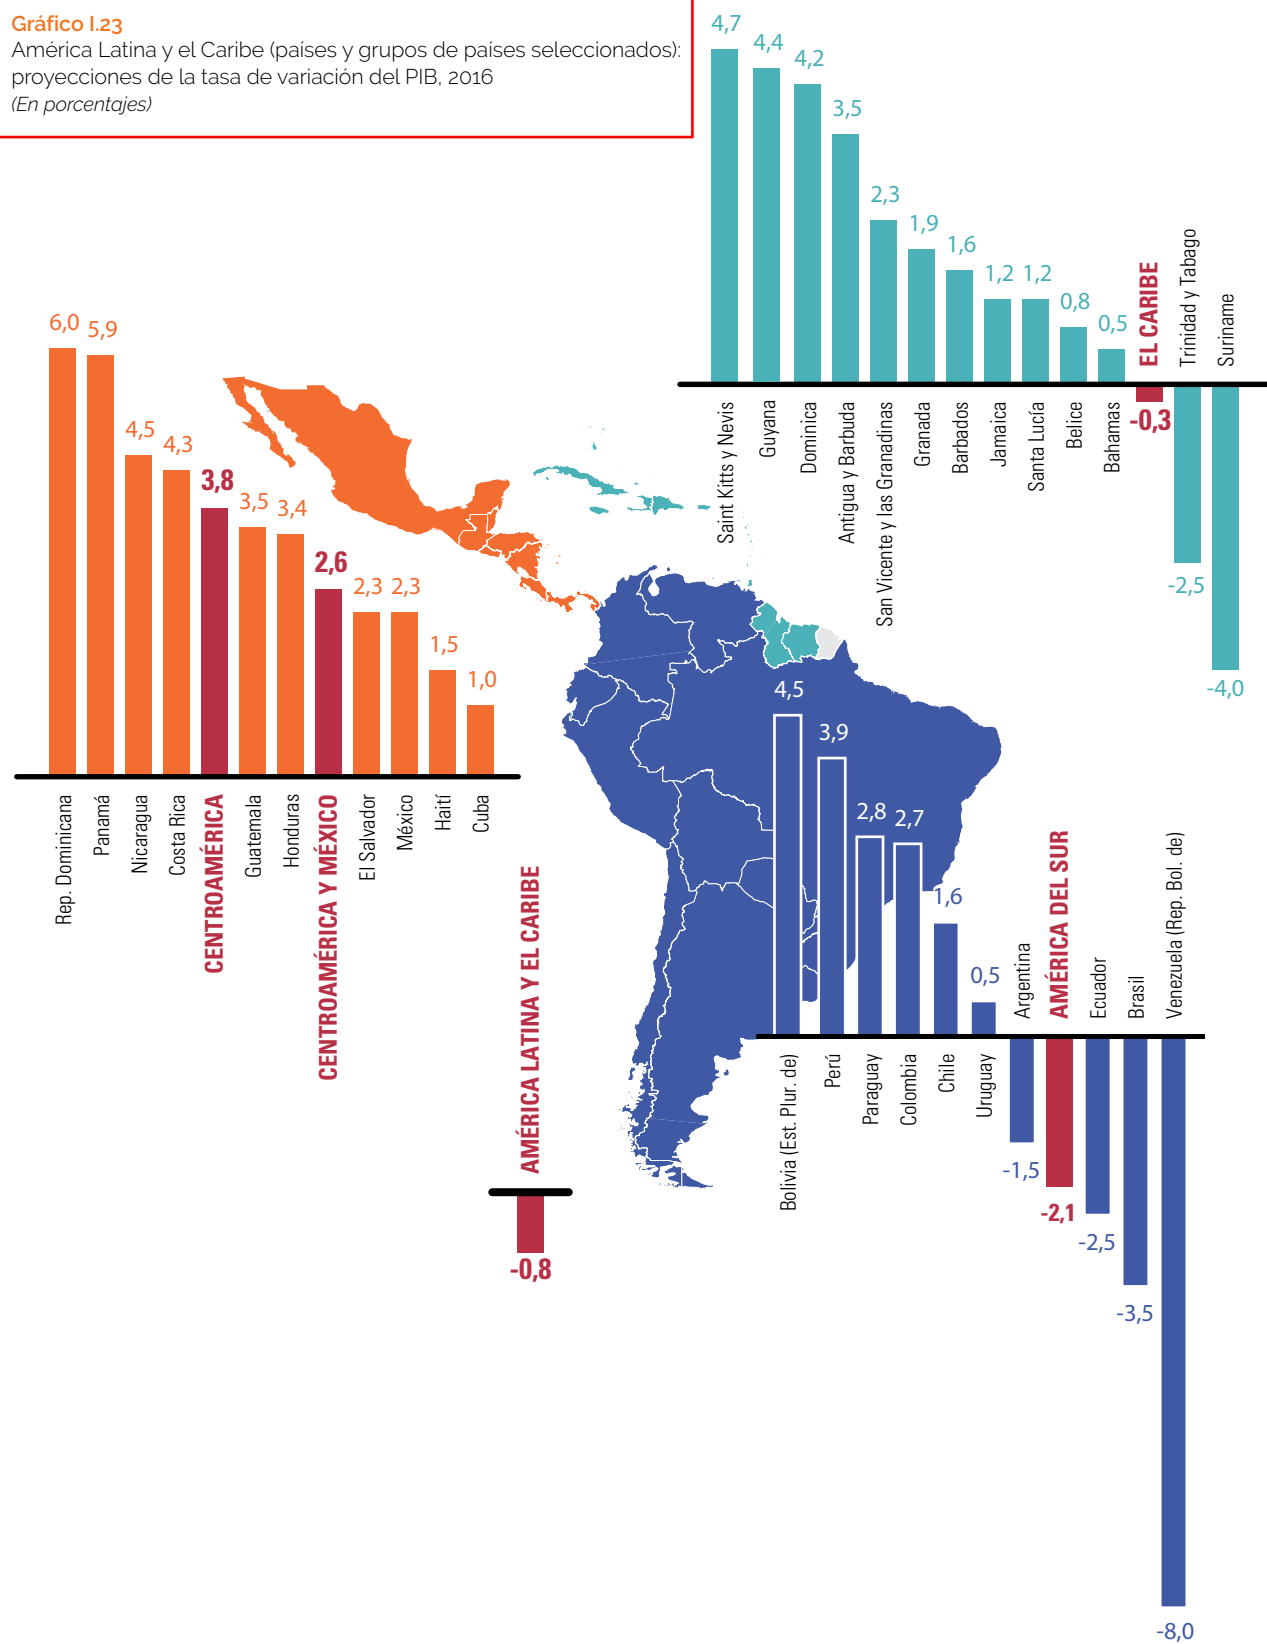 Gráfico I.23
América Latina y el Caribe (países y grupos de países seleccionados):
proyecciones de la tasa de variación del PIB, 2016
(En porcentajes)
4,7
4,4
4,2
3,5
2,3
1,9
1,6
1,2
1,2
0,8
0,5
-0,3
-2,5
-4,0
Saint Kitts y Nevis
Guyana
Dominica
Antigua y Barbuda
San Vicente y las Granadinas
Granada
Barbados
Jamaica
Santa Lucía
Belice
Bahamas
EL CARIBE
Trinidad y Tabago
Suriname
6,0
5,9
4,5
4,3
3,8
3,5
3,4
2,6
2,3
2,3
1,5
1,0
Rep. Dominicana
Panamá
Nicaragua
Costa Rica
CENTROAMÉRICA
Guatemala
Honduras
CENTROAMÉRICA Y MÉXICO
El Salvador
México
Haití
Cuba
AMÉRICA LATINA Y EL CARIBE
-0,8
4,5
3,9
2,8
2,7
1,6
0,5
-1,5
-2,1
-2,5
-3,5
-8,0
Bolivia (Est. Plur. de)
Perú
Paraguay
Colombia
Chile
Uruguay
Argentina
AMÉRICA DEL SUR
Ecuador
Brasil
Venezuela (Rep. Bol. de)